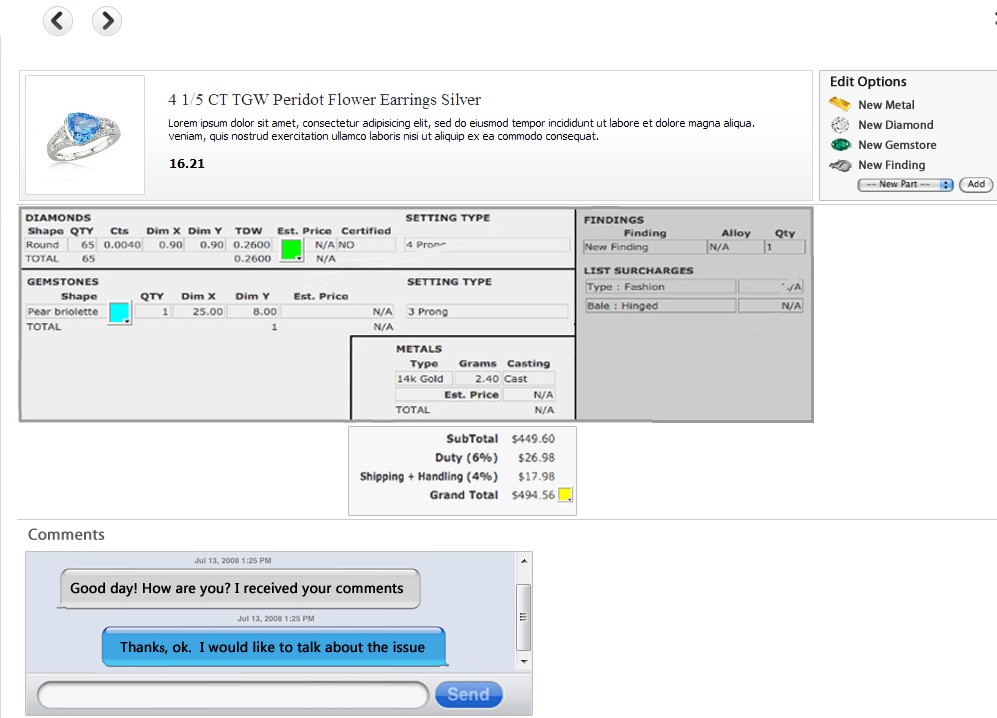 4 1/5 CT TGW Peridot Flower Earrings Silver
Lorem ipsum dolor sit amet, consectetur adipisicing elit, sed do eiusmod tempor incididunt ut labore et dolore magna aliqua.
veniam, quis nostrud exercitation ullamco laboris nisi ut aliquip ex ea commodo consequat.
16.21
Edit Options
New Metal
New Diamond
New Gemstore
New Finding
-- New Part -- Add
DIAMONDS SETTING TYPE
Shape QTY Cts Dim X Dim Y TDW Est. Price Certified
Round 65 0.0040 0.90 0.90 0.2600 N/A NO 4 Prong
TOTAL 65 0.2600 N/A
GEMSTONES SETTING TYPE
Shape QTY Dim X Dim Y Est. Price
Pear briolette 1 25.00 8.00 N/A 3 Prong
TOTAL 1 N/A
METALS
Type Grams Casting
14k Gold 2.40 Cast
Est. Price N/A
TOTAL N/A
FINDINGS
Finding Alloy Qty
New Finding N/A 1
LIST SURCHARGES
Type : Fashion
Bale : Hinged N/A
SubTotal $449.60
Duty (6%) $26.98
Shipping + Handling (4%) $17.98
Grand Total $494.56
Comments
Jul 13, 2008 1:25 PM
Good day! How are you? I received your comments
Jul 13, 2008 1:25 PM
Thanks, ok. I would like to talk about the issue
Send